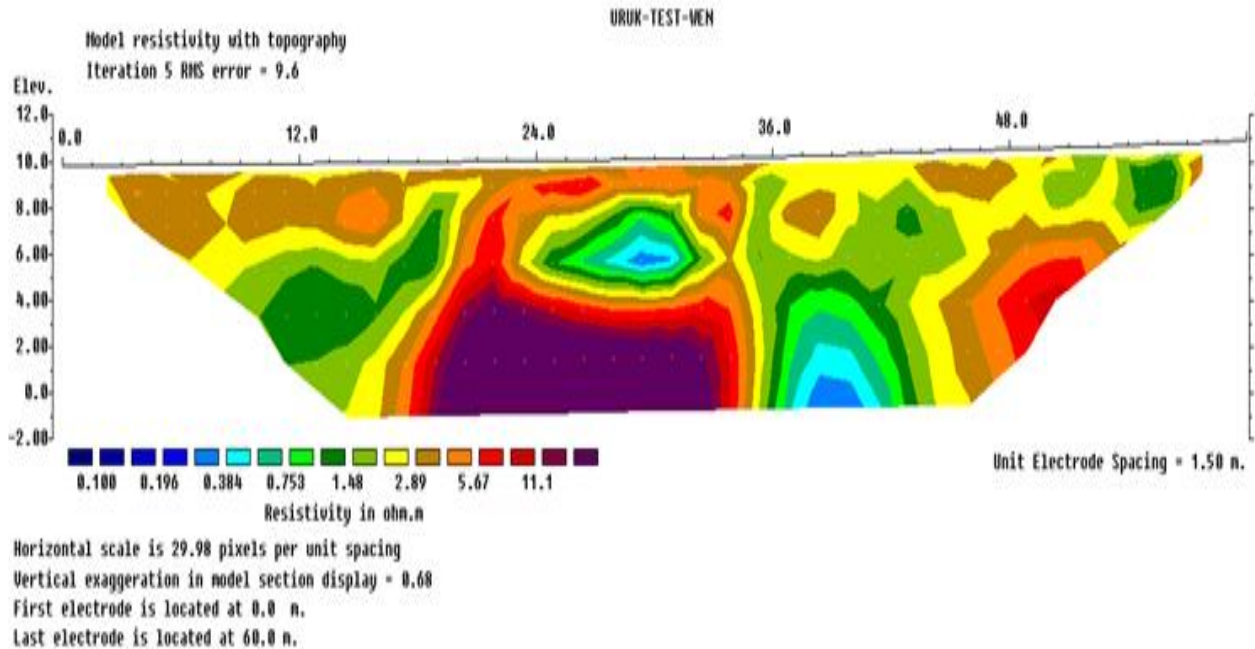 URUK-TEST-WEN
Model resistivity with topography
Iteration 5 RMS error = 9.6
Elev.
12.0
0.0 12.0 24.0 36.0 48.0
10.0
8.00
6.00
4.00
2.00
0.0
-2.00
0.100 0.196 0.384 0.753 1.48 2.89 5.67 11.1
Resistivity in ohm.m
Unit Electrode Spacing = 1.50 m.
Horizontal scale is 29.98 pixels per unit spacing
Vertical exaggeration in model section display = 0.68
First electrode is located at 0.0 m.
Last electrode is located at 60.0 m.